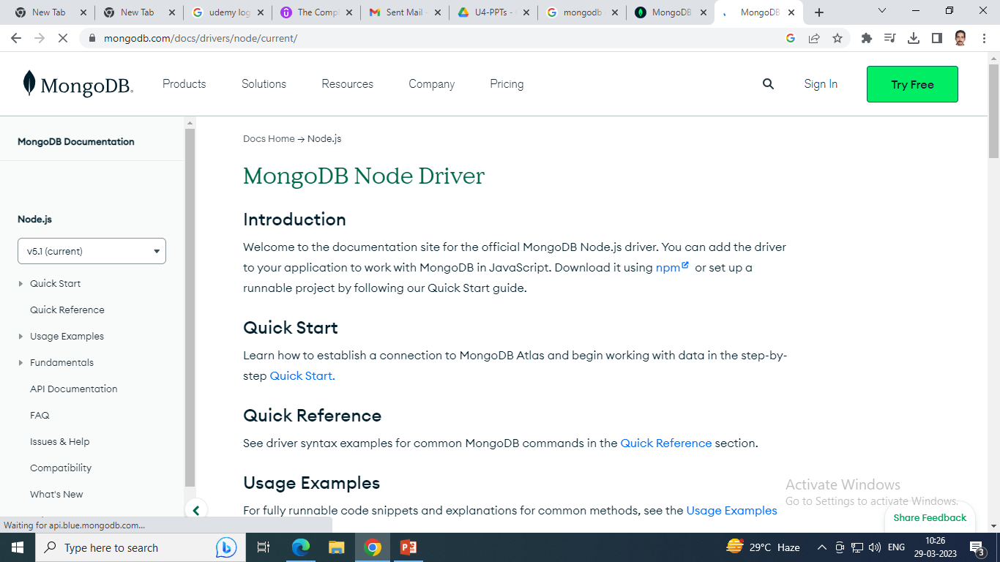 New Tab
New Tab
udemy log
The Compl
Sent Mail -
U4-PPTs -
mongodb
MongoDB
MongoDB
mongodb.com/docs/drivers/node/current/
MongoDB.
Products
Solutions
Resources
Company
Pricing
Sign In
Try Free
MongoDB Documentation
Node.js
v5.1 (current)
Quick Start
Quick Reference
Usage Examples
Fundamentals
API Documentation
FAQ
Issues & Help
Compatibility
What's New
Docs Home → Node.js
MongoDB Node Driver
Introduction
Welcome to the documentation site for the official MongoDB Node.js driver. You can add the driver
to your application to work with MongoDB in JavaScript. Download it using npm or set up a
runnable project by following our Quick Start guide.
Quick Start
Learn how to establish a connection to MongoDB Atlas and begin working with data in the step-by-
step Quick Start.
Quick Reference
See driver syntax examples for common MongoDB commands in the Quick Reference section.
Usage Examples
For fully runnable code snippets and explanations for common methods, see the Usage Examples
Activate Windows
Go to Settings to activate Windows.
Share Feedback
Waiting for api.blue.mongodb.com...
Type here to search
29°C Haze
ENG
10:26
29-03-2023
3